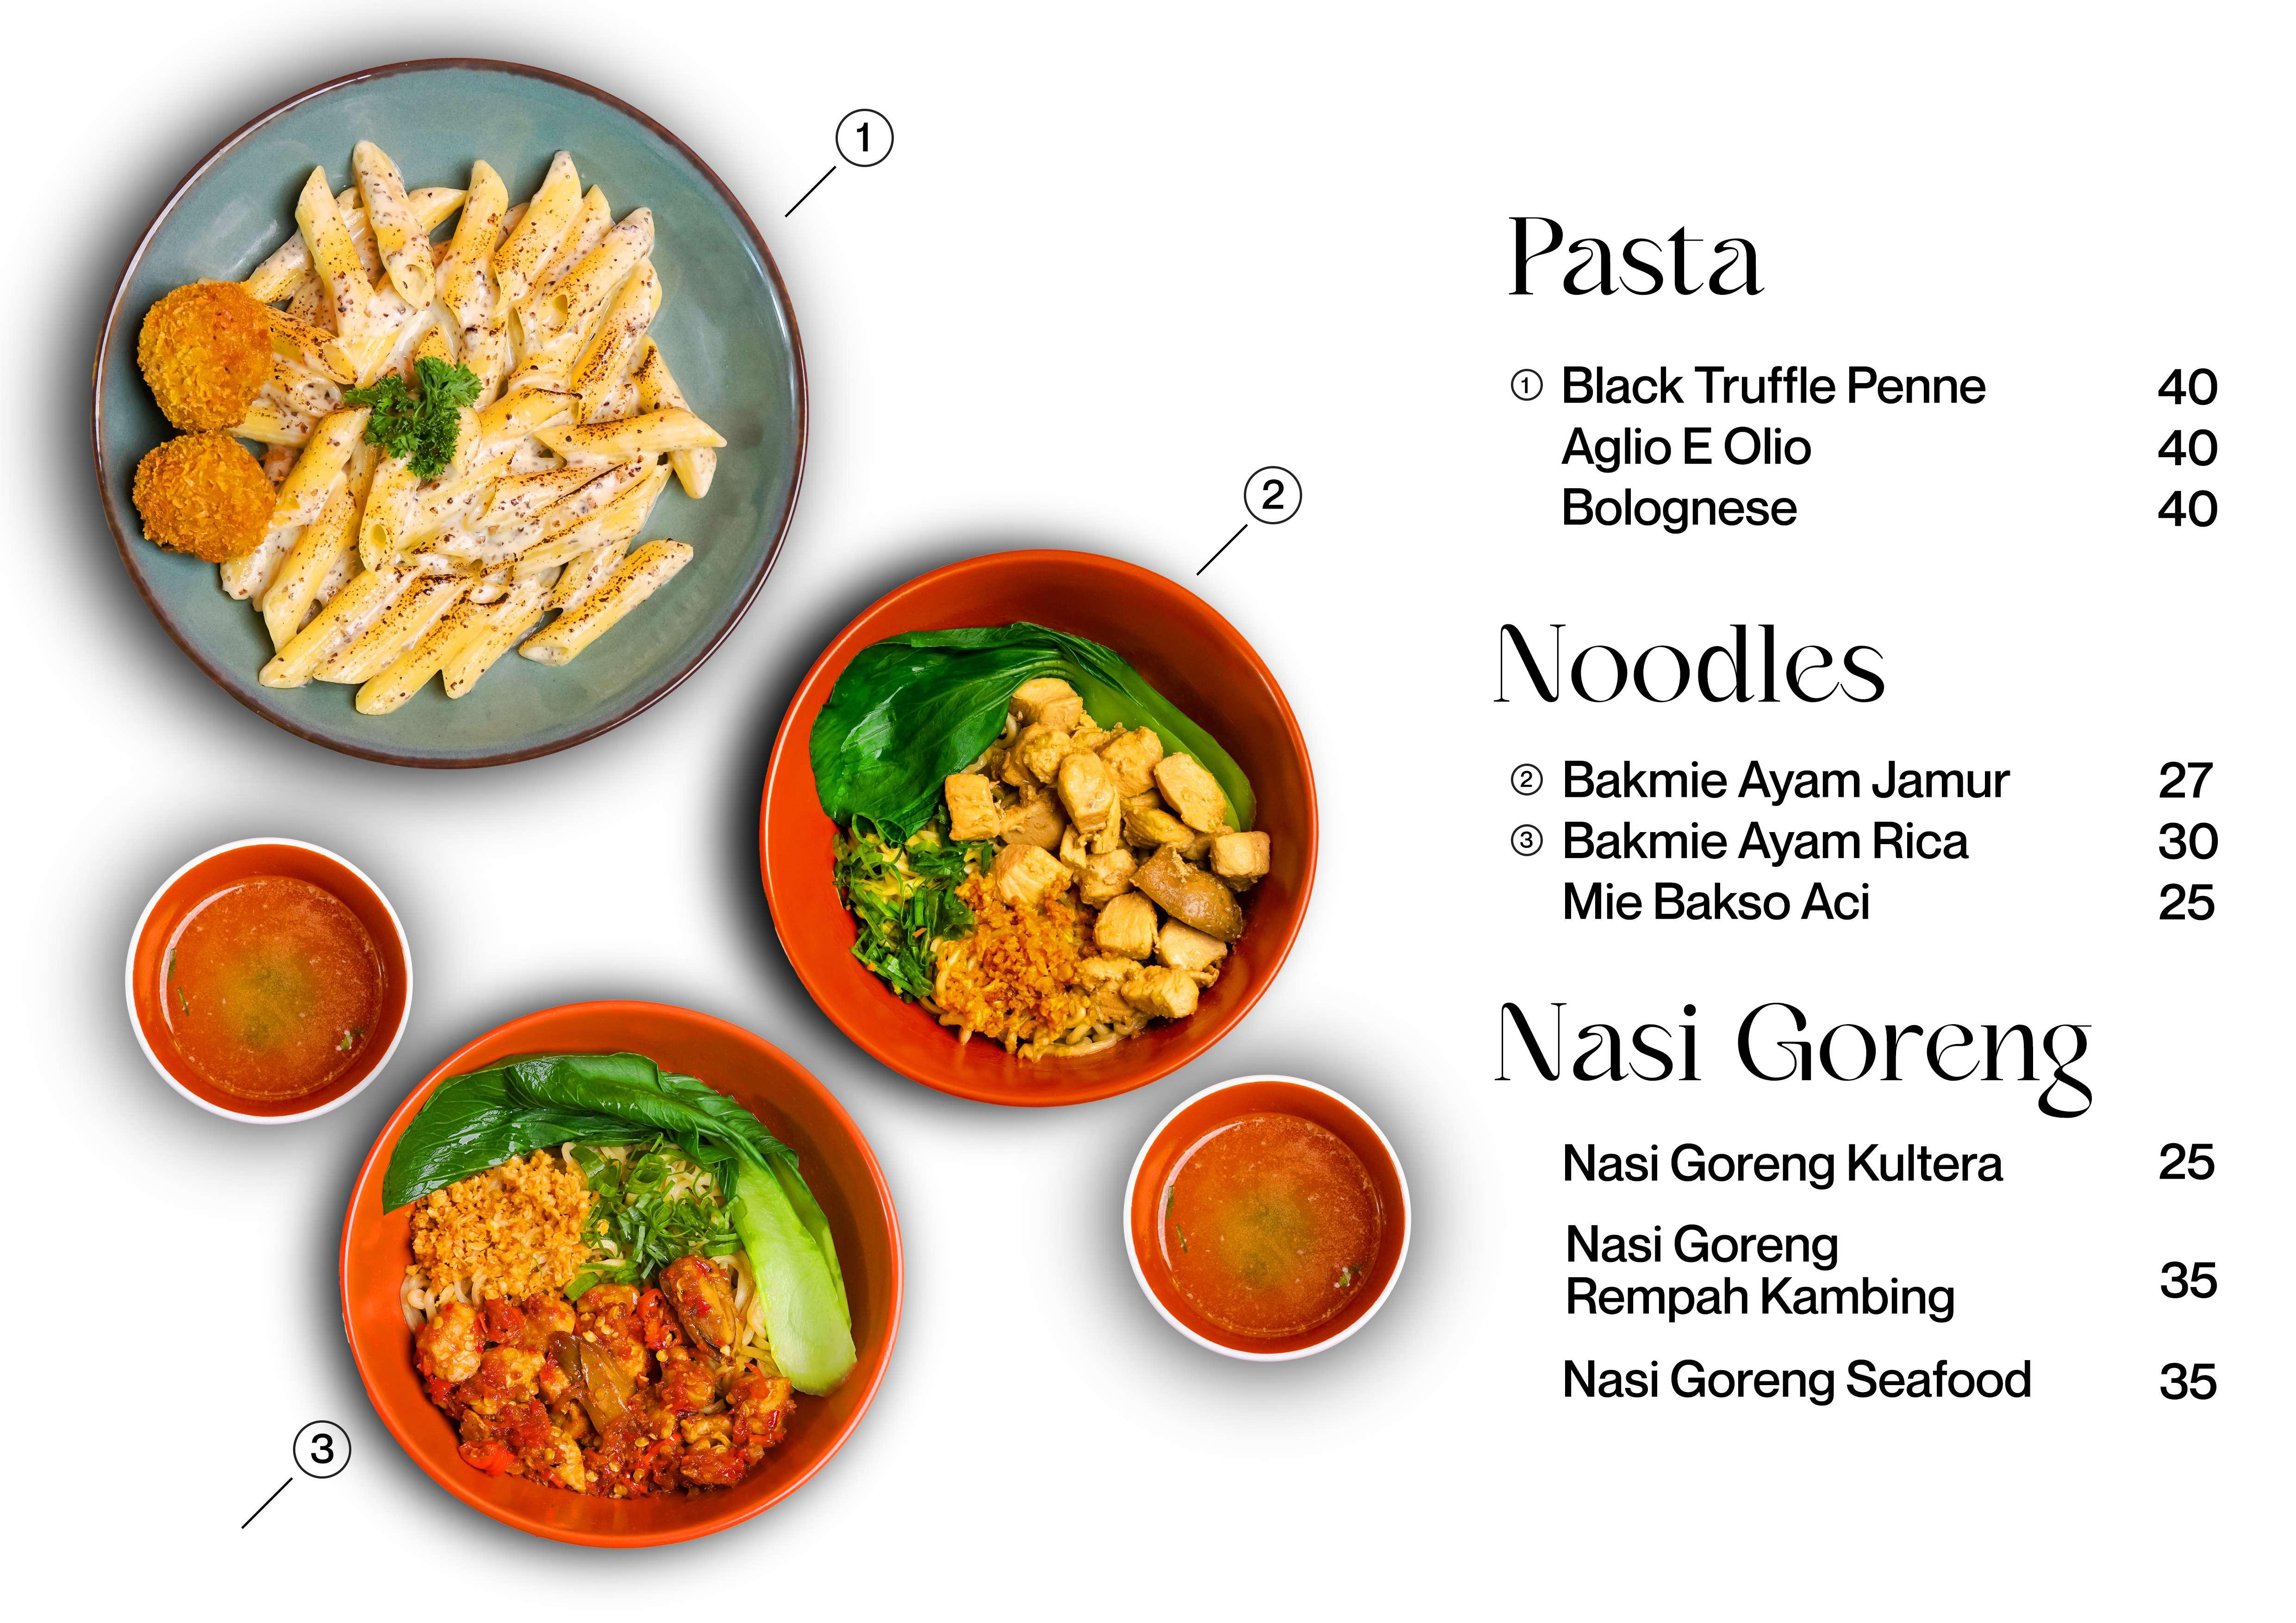 1
2
3
Pasta
1 Black Truffle Penne 40
Aglio E Olio 40
Bolognese 40
Noodles
2 Bakmie Ayam Jamur 27
3 Bakmie Ayam Rica 30
Mie Bakso Aci 25
Nasi Goreng
Nasi Goreng Kultera 25
Nasi Goreng
Rempah Kambing 35
Nasi Goreng Seafood 35